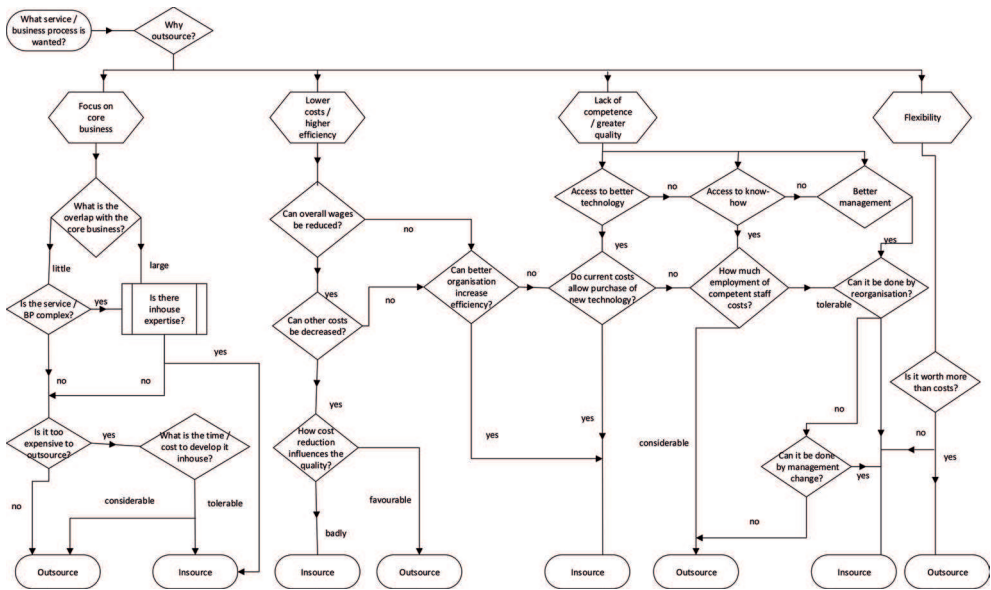 What service /
business process is
wanted?
Why
outsource?
Focus on
core
business
Lower
costs /
higher
efficiency
Lack of
competence
/ greater
quality
Flexibility
What is the
overlap with the
core business?
little
large
Is the service /
BP complex?
yes
Is there
inhouse
expertise?
yes
no
no
Is it too
expensive to
outsource?
yes
What is the time /
cost to develop it
inhouse?
no
considerable
tolerable
Outsource
Insource
Can overall wages
be reduced?
no
yes
Can other costs
be decreased?
no
yes
How cost
reduction
influences the
quality?
favourable
badly
Insource
Outsource
Can better
organisation
increase
efficiency?
no
yes
Access to better
technology
no
Access to know-
how
no
Better
management
yes
yes
yes
Do current costs
allow purchase of
new technology?
no
yes
How much
employment of
competent staff
costs?
tolerable
considerable
Can it be done by
reorganisation?
no
Can it be done
by management
change?
yes
no
Is it worth more
than costs?
no
yes
Insource
Outsource
Insource
Outsource